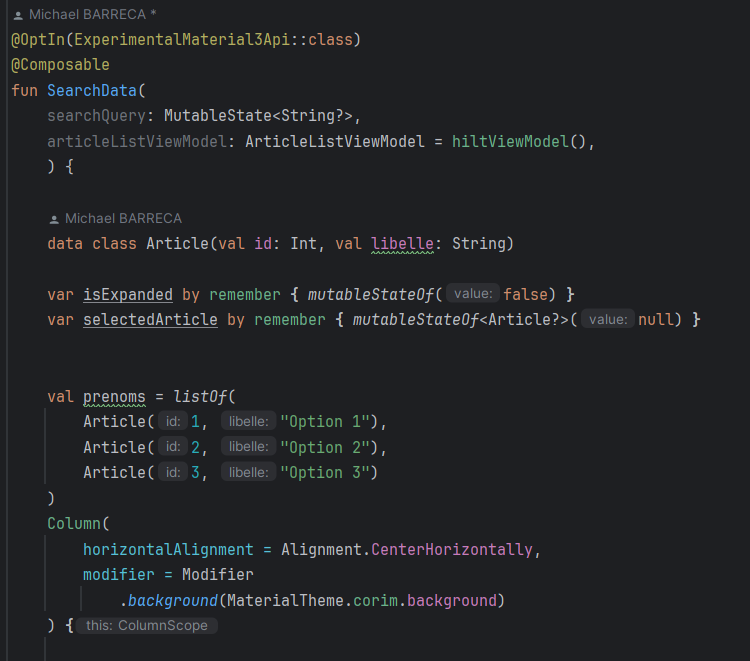 Michael BARRECA *
@OptIn(ExperimentalMaterial3Api::class)
@Composable
fun SearchData(
searchQuery: MutableState<String?>,
articleListViewModel: ArticleListViewModel = hiltViewModel(),
) {
Michael BARRECA
data class Article(val id: Int, val libelle: String)
var isExpanded by remember { mutableStateOf( value: false) }
var selectedArticle by remember { mutableStateOf<Article?>( value: null) }
val prenoms = listOf(
Article( id: 1, libelle: "Option 1"),
Article( id: 2, libelle: "Option 2"),
Article( id: 3, libelle: "Option 3")
)
Column(
horizontalAlignment = Alignment.CenterHorizontally,
modifier = Modifier
.background(MaterialTheme.corim.background)
) { this: ColumnScope